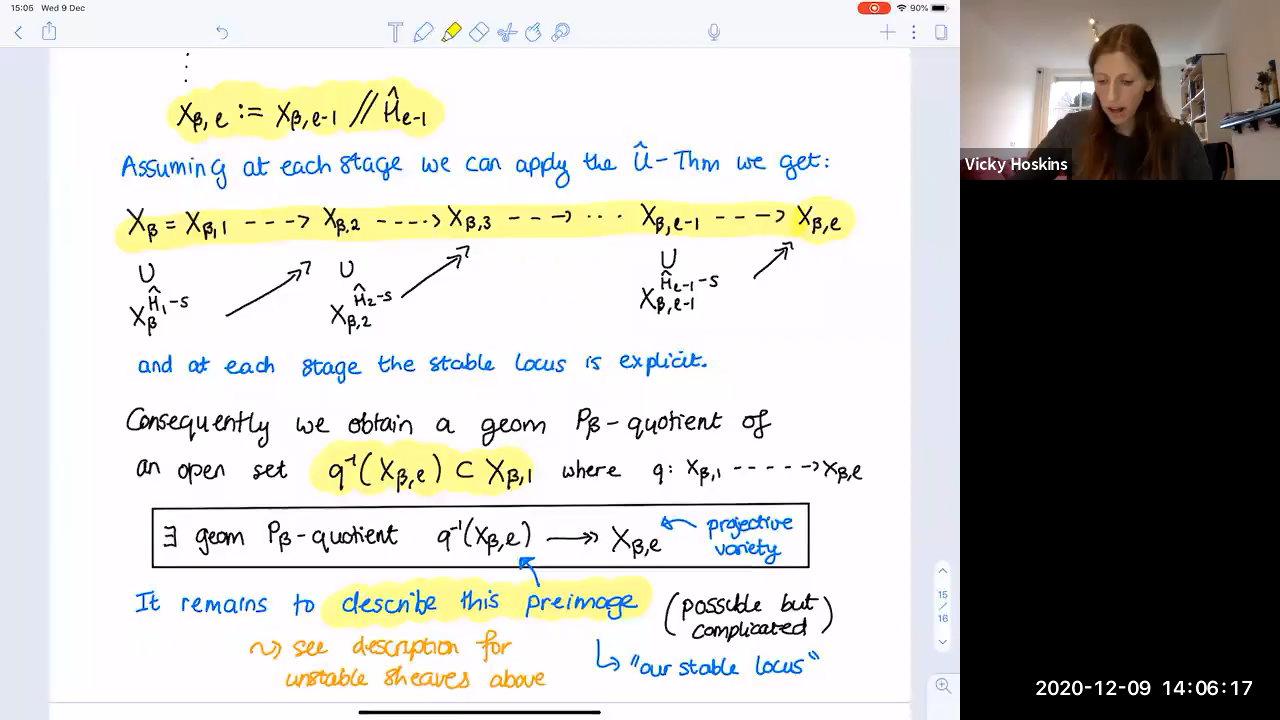 15:05 Wed 9 Dec
90%
X_{β,e} := X_{β,e-1} // Ĥ_{e-1}
Assuming at each stage we can apply the Û-Thm we get:
X_β = X_{β,1} ----> X_{β,2} ----> X_{β,3} ---> ... X_{β,e-1} ---> X_{β,e}
∪ ∪ ∪
X_β^{Ĥ_1-s} X_{β,2}^{Ĥ_2-s} X_{β,e-1}^{Ĥ_{e-1}-s}
and at each stage the stable locus is explicit.
Consequently we obtain a geom P_β-quotient of
an open set q^{-1}(X_{β,e}) ⊂ X_{β,1} where q: X_{β,1} -----> X_{β,e}
∃ geom P_β-quotient q^{-1}(X_{β,e}) ↠ X_{β,e} projective variety
It remains to describe this preimage (possible but complicated)
⤳ see description for
unstable sheaves above
"our stable locus"
15
/
16
Vicky Hoskins
2020-12-09 14:06:17